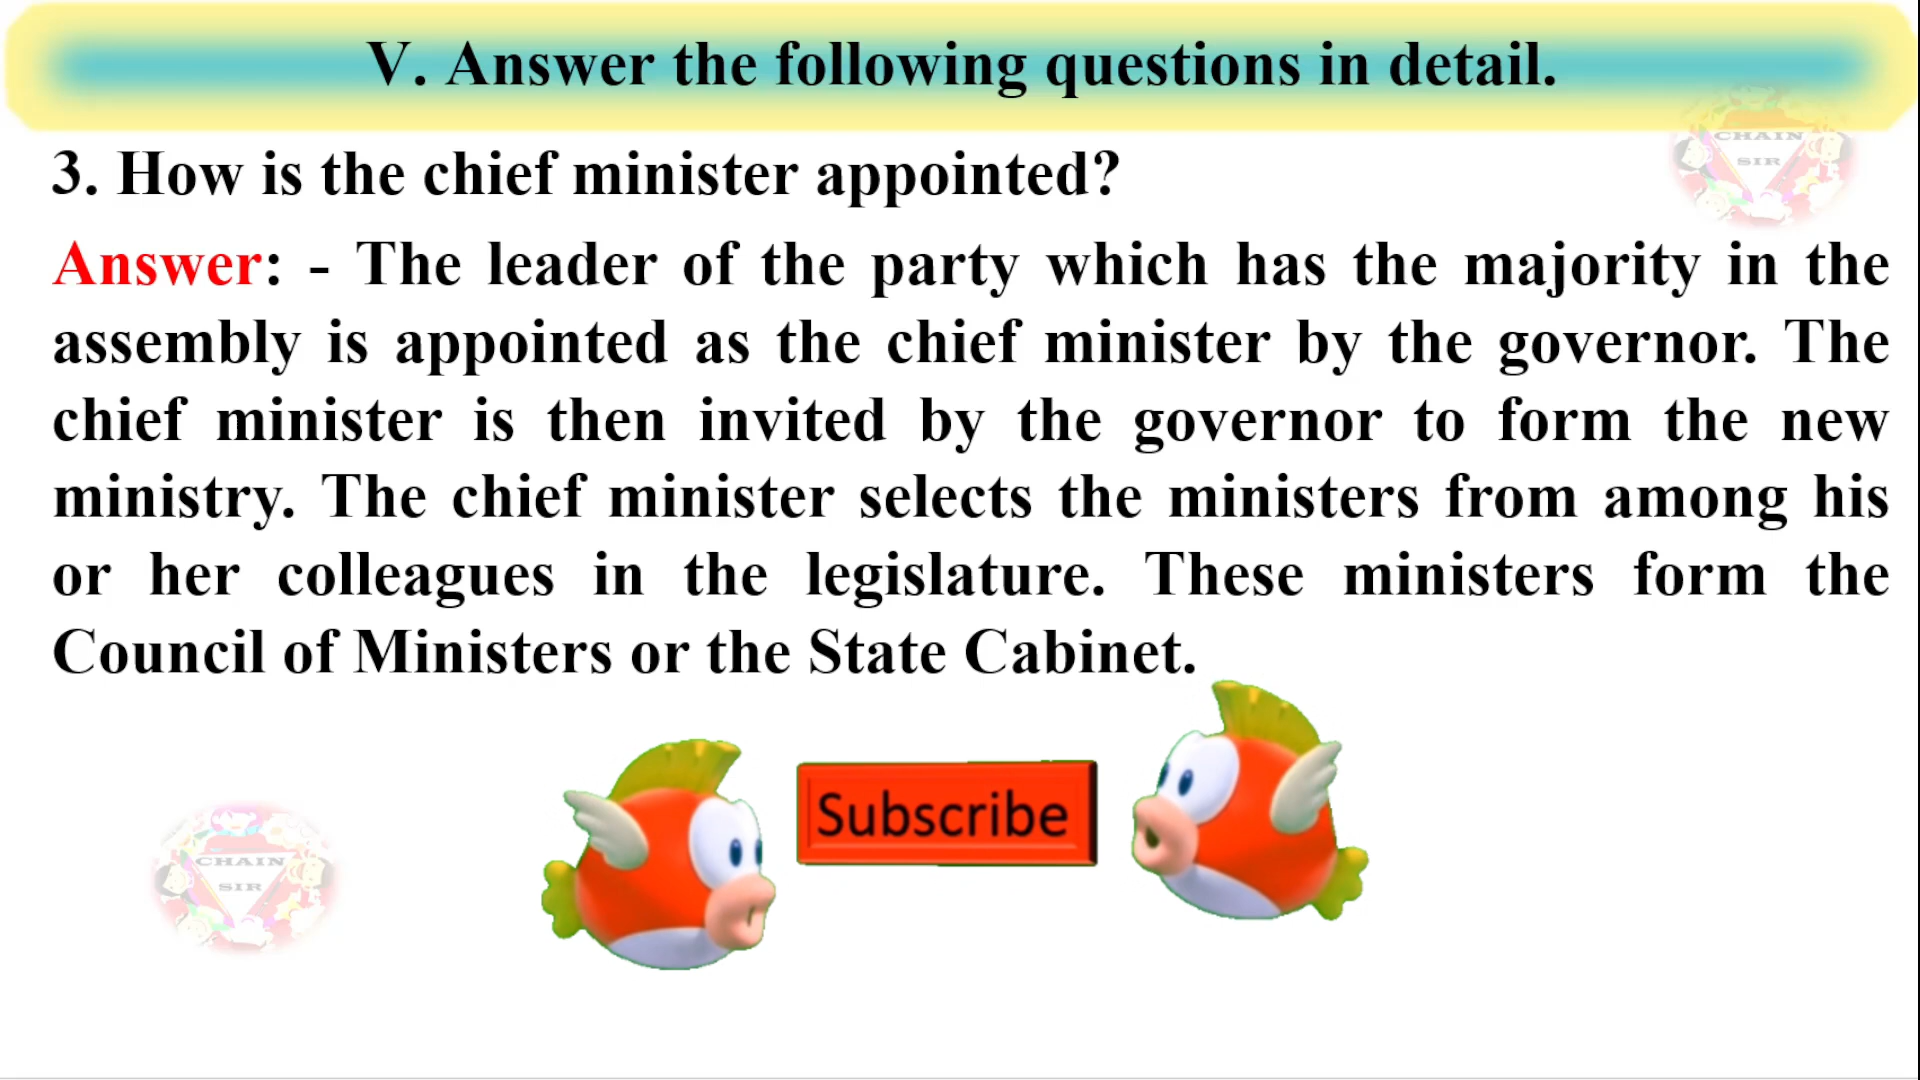 V. Answer the following questions in detail.
CHAIN
SIR
3. How is the chief minister appointed?
Answer: - The leader of the party which has the majority in the
assembly is appointed as the chief minister by the governor. The
chief minister is then invited by the governor to form the new
ministry. The chief minister selects the ministers from among his
or her colleagues in the legislature. These ministers form the
Council of Ministers or the State Cabinet.
Subscribe
CHAIN
SIR